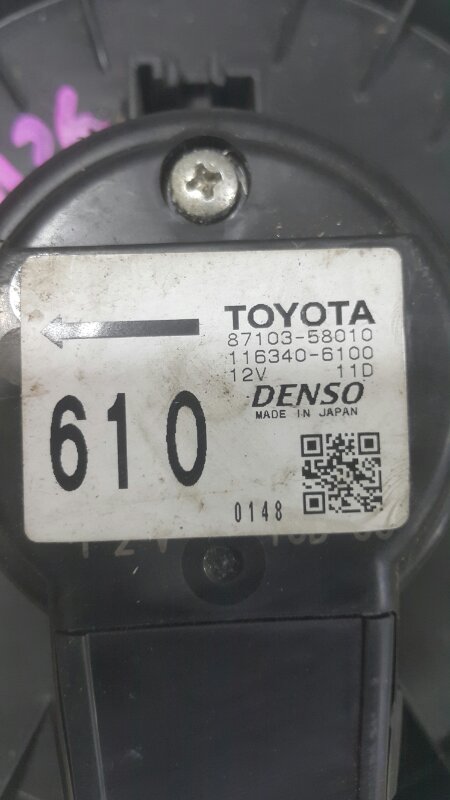 TOYOTA
87103-58010
116340-6100
12V 11D
DENSO
MADE IN JAPAN
610
0148